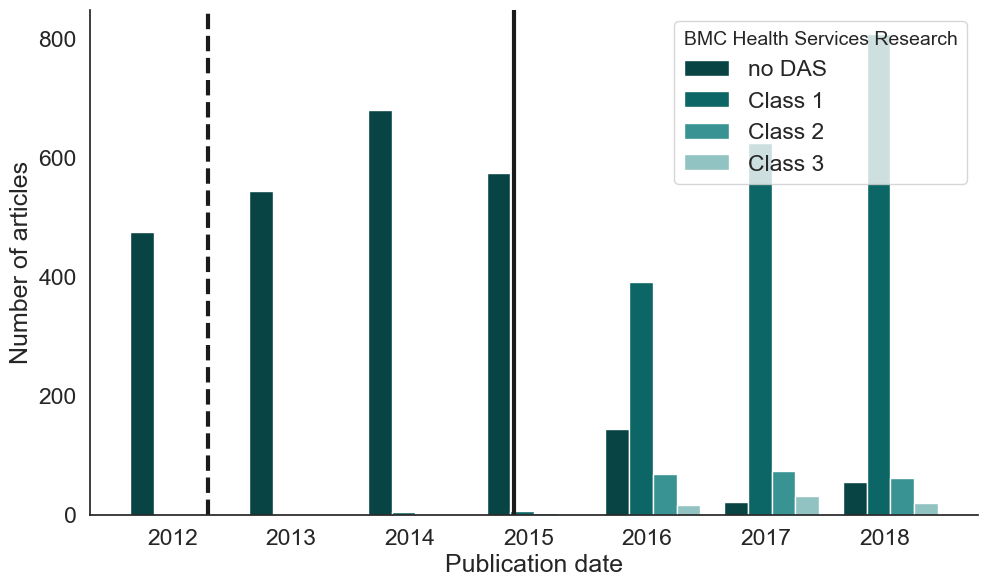 BMC Health Services Research
no DAS
Class 1
Class 2
Class 3
Number of articles
800
600
400
200
0
2012 2013 2014 2015 2016 2017 2018
Publication date